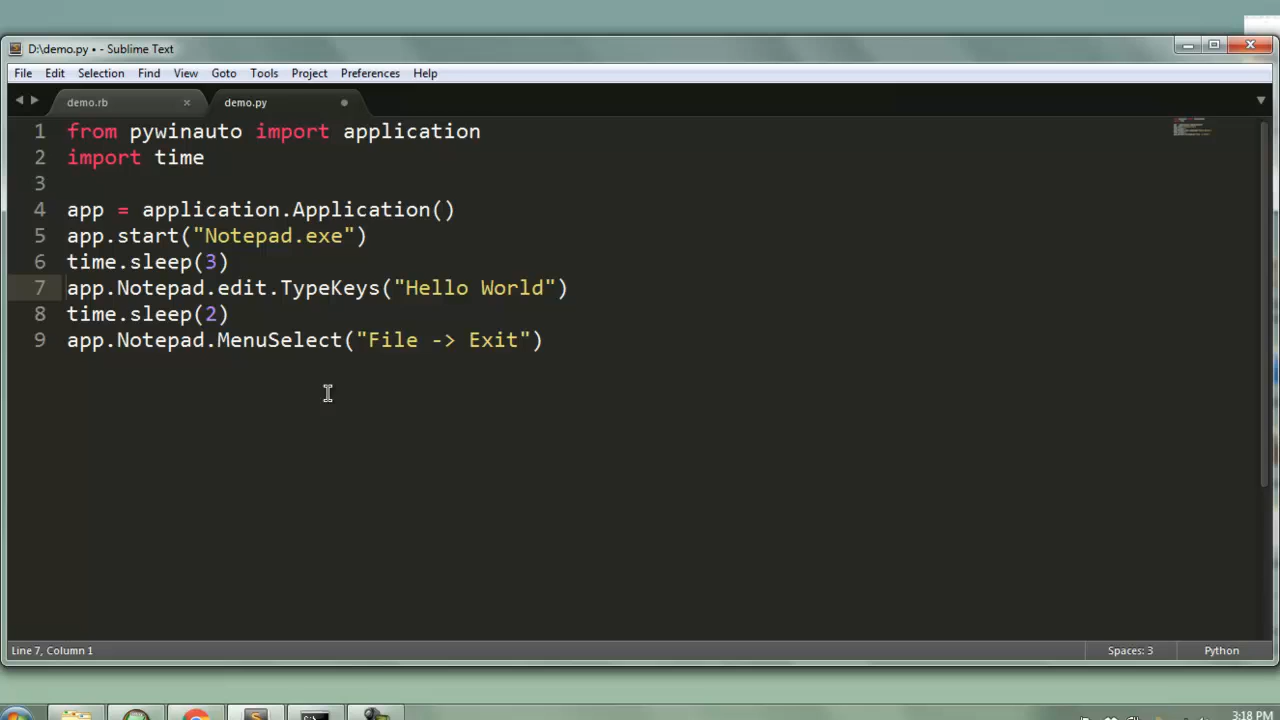 D:\demo.py • - Sublime Text
File Edit Selection Find View Goto Tools Project Preferences Help
demo.rb demo.py
1 from pywinauto import application
2 import time
3
4 app = application.Application()
5 app.start("Notepad.exe")
6 time.sleep(3)
7 app.Notepad.edit.TypeKeys("Hello World")
8 time.sleep(2)
9 app.Notepad.MenuSelect("File -> Exit")
Line 7, Column 1 Spaces: 3 Python
3:18 PM